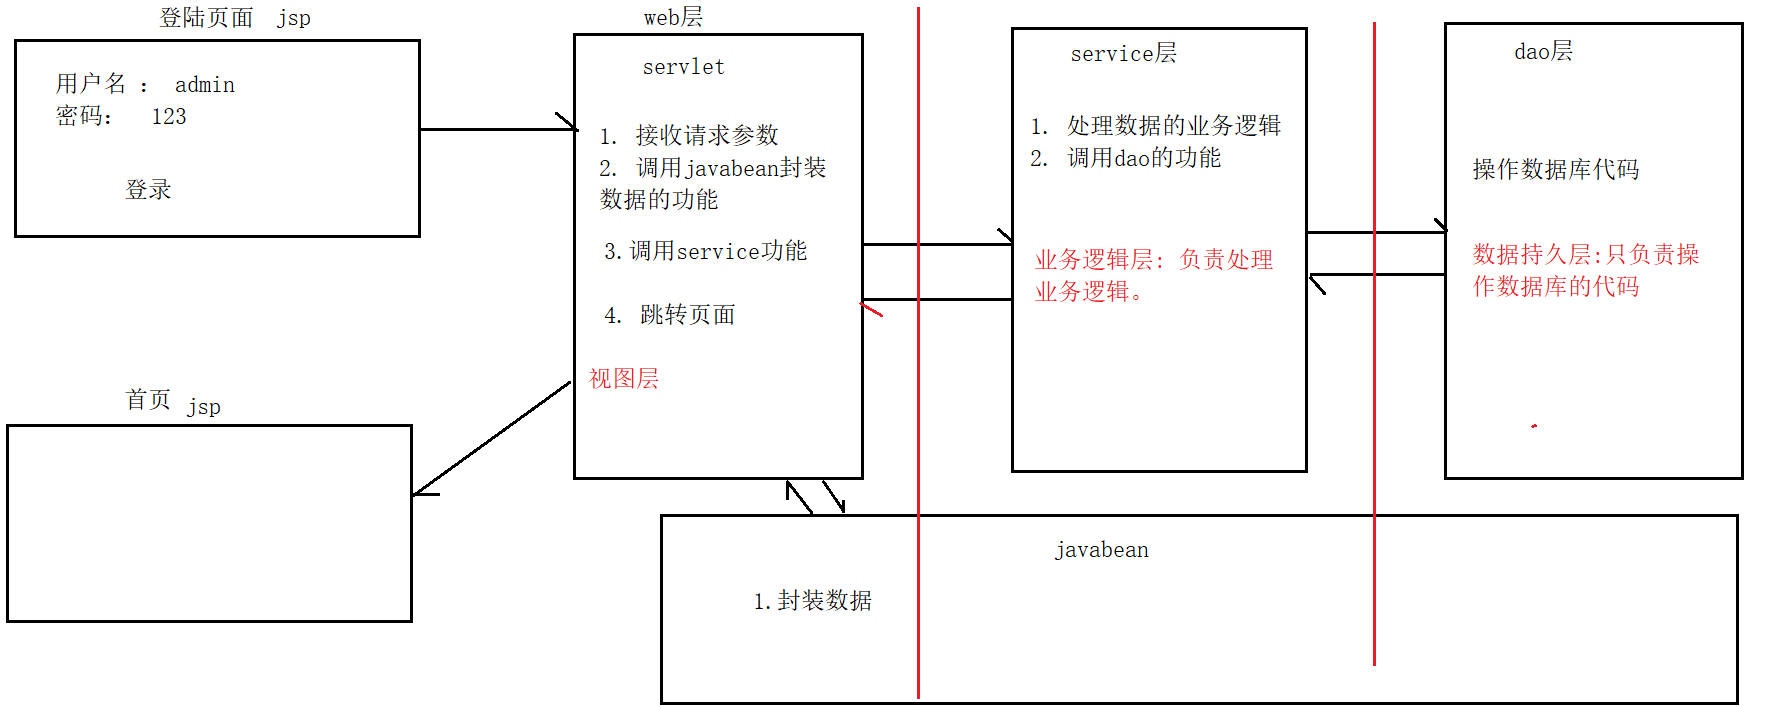 登陆页面 jsp
用户名 : admin
密码: 123
登录
首页 jsp
web层
servlet
1. 接收请求参数
2. 调用javabean封装
数据的功能
3.调用service功能
4. 跳转页面
视图层
service层
1. 处理数据的业务逻辑
2. 调用dao的功能
业务逻辑层: 负责处理
业务逻辑。
dao层
操作数据库代码
数据持久层:只负责操
作数据库的代码
javabean
1.封装数据